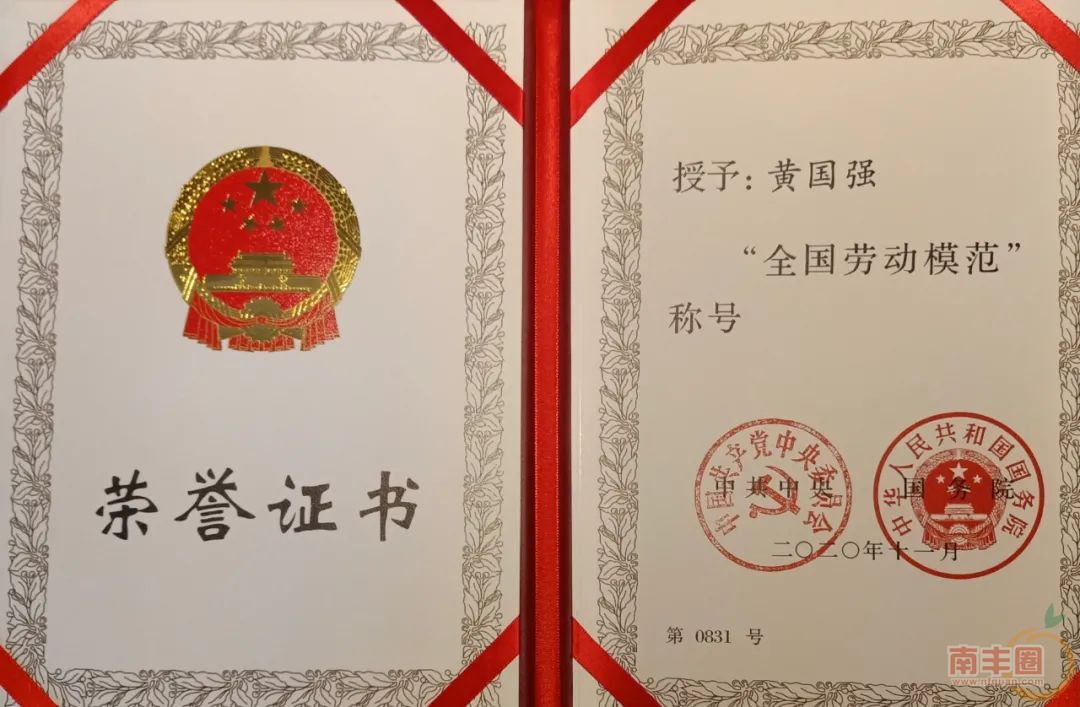 荣誉证书
授予：黄国强
“全国劳动模范”
称号
中国共产党中央委员会
中华人民共和国国务院
中共中央 国务院
二〇二〇年十一月
第 0831 号
南丰圈
www.nfquan.com